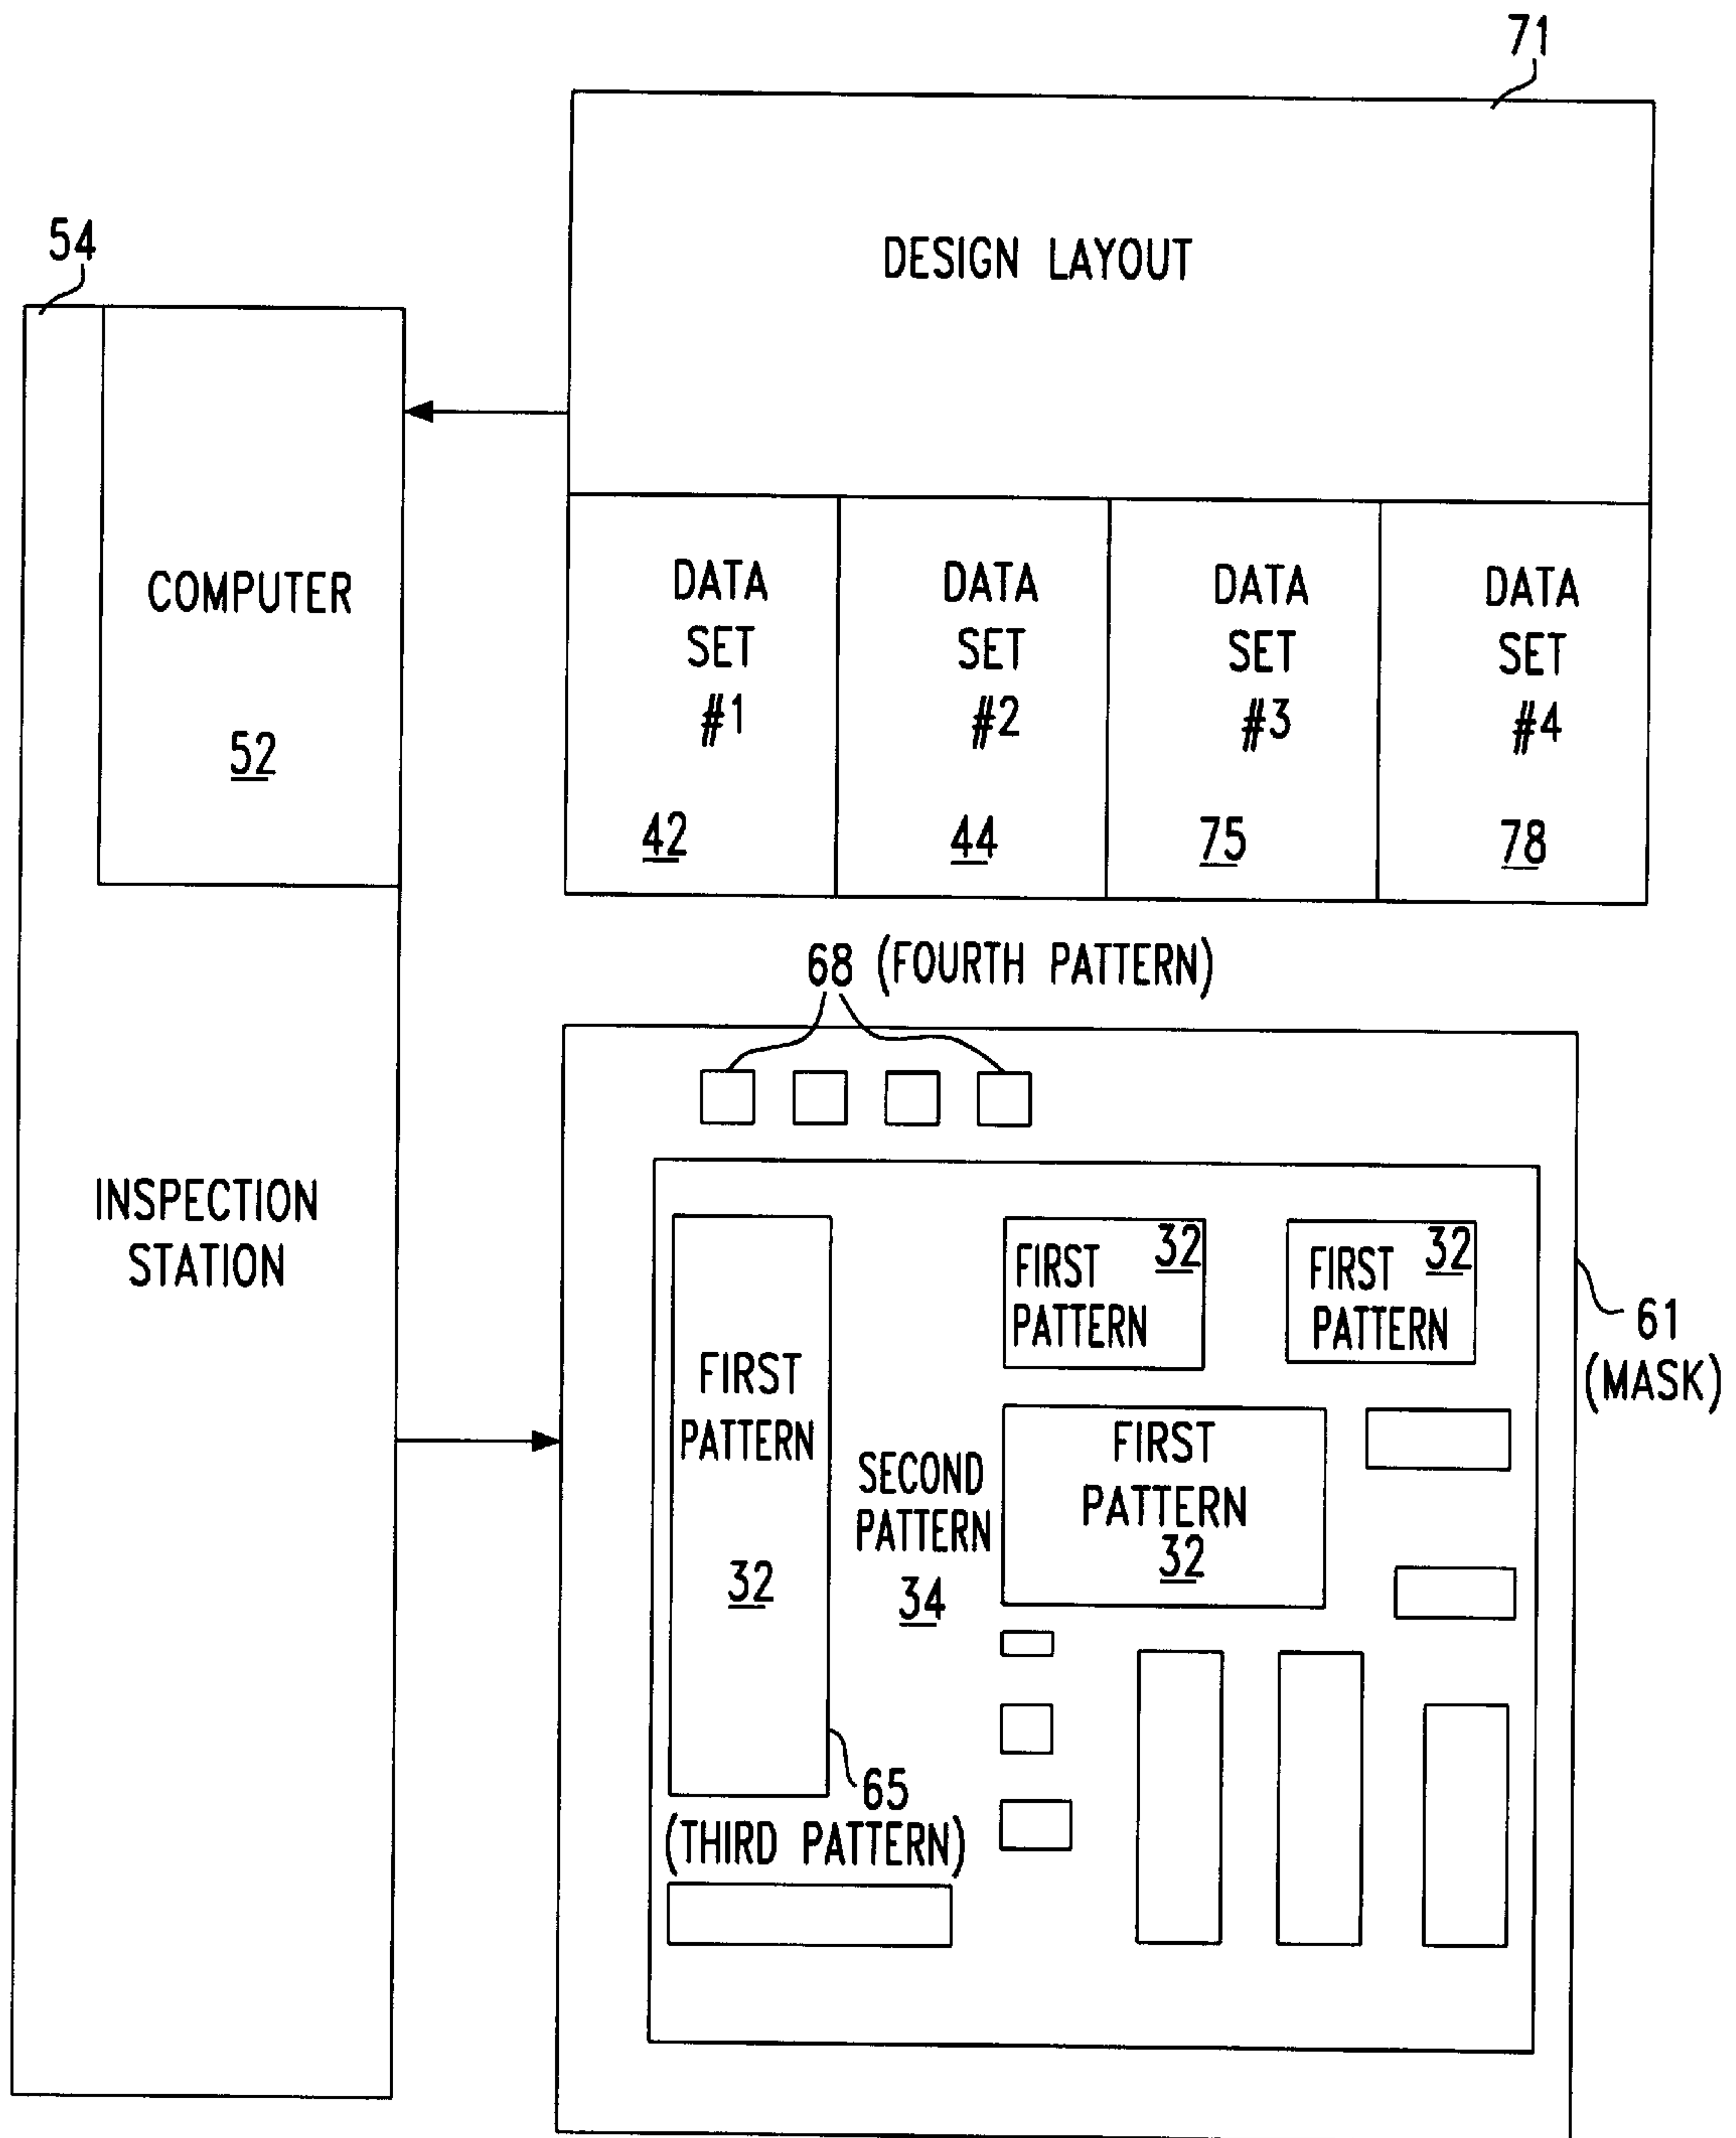 71
DESIGN LAYOUT
54
COMPUTER
52
DATA
SET
#1
42
DATA
SET
#2
44
DATA
SET
#3
75
DATA
SET
#4
78
INSPECTION
STATION
68 (FOURTH PATTERN)
FIRST
PATTERN
32
SECOND
PATTERN
34
FIRST
PATTERN
32
FIRST
PATTERN
32
FIRST
PATTERN
32
61
(MASK)
65
(THIRD PATTERN)